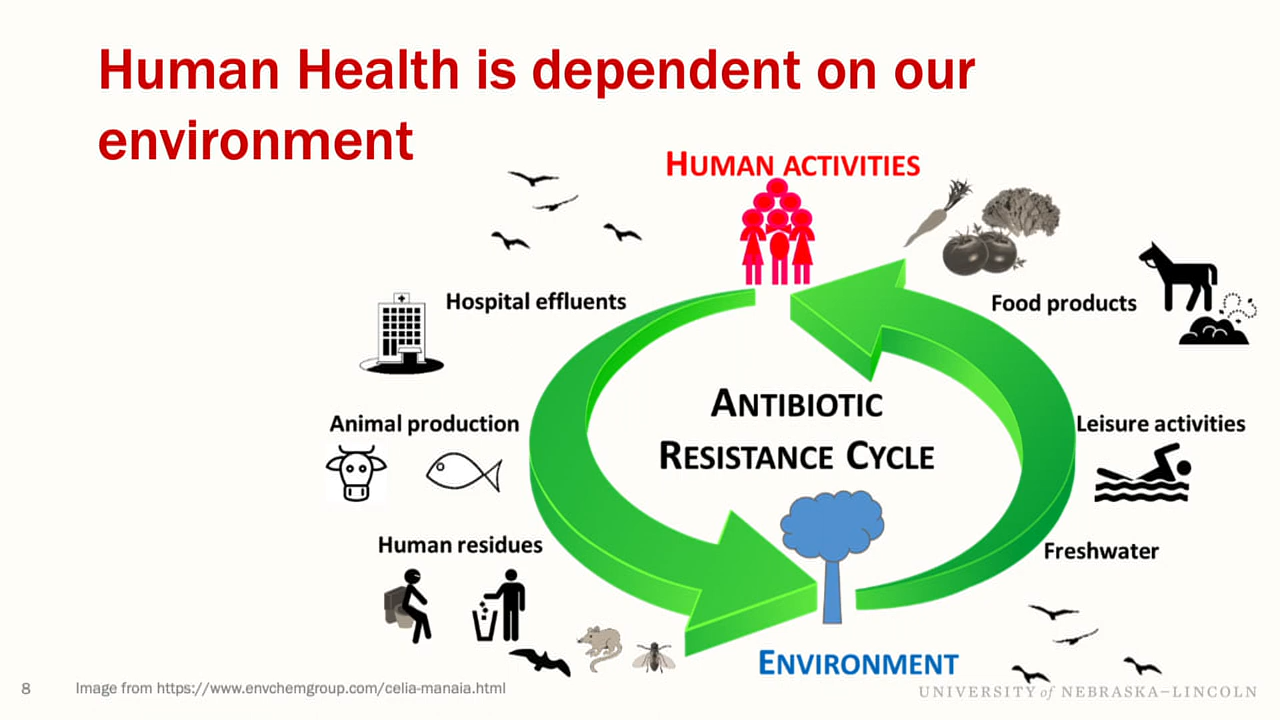 Human Health is dependent on our
environment
HUMAN ACTIVITIES
Hospital effluents
Food products
ANTIBIOTIC
RESISTANCE CYCLE
Animal production
Leisure activities
Human residues
Freshwater
ENVIRONMENT
8
Image from https://www.envchemgroup.com/celia-manaia.html
UNIVERSITY of NEBRASKA–LINCOLN